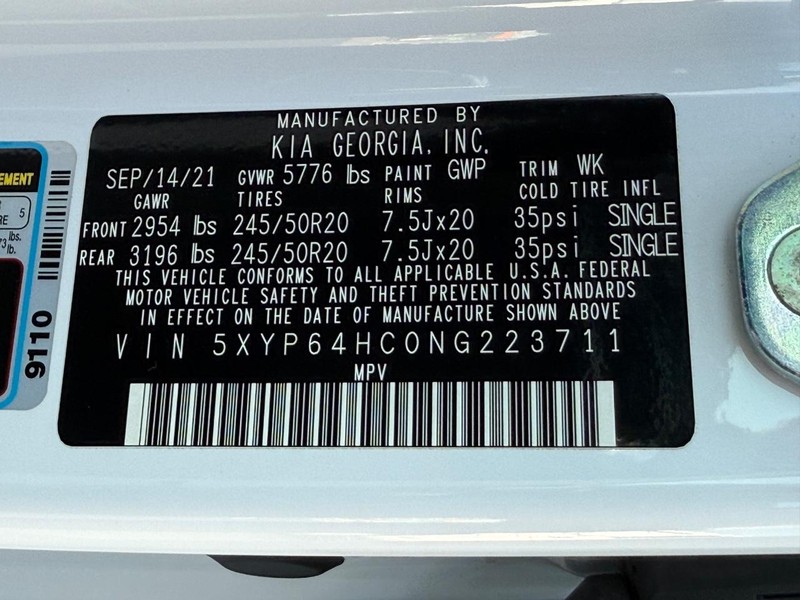 MANUFACTURED BY
KIA GEORGIA, INC.
SEP/14/21 GVWR 5776 lbs PAINT GWP TRIM WK
GAWR TIRES RIMS COLD TIRE INFL
FRONT 2954 lbs 245/50R20 7.5Jx20 35psi SINGLE
REAR 3196 lbs 245/50R20 7.5Jx20 35psi SINGLE
THIS VEHICLE CONFORMS TO ALL APPLICABLE U.S.A. FEDERAL
MOTOR VEHICLE SAFETY AND THEFT PREVENTION STANDARDS
IN EFFECT ON THE DATE OF MANUFACTURE SHOWN ABOVE
VIN 5XYP64HC0NG223711
MPV
5
lbs.
lb.
9110